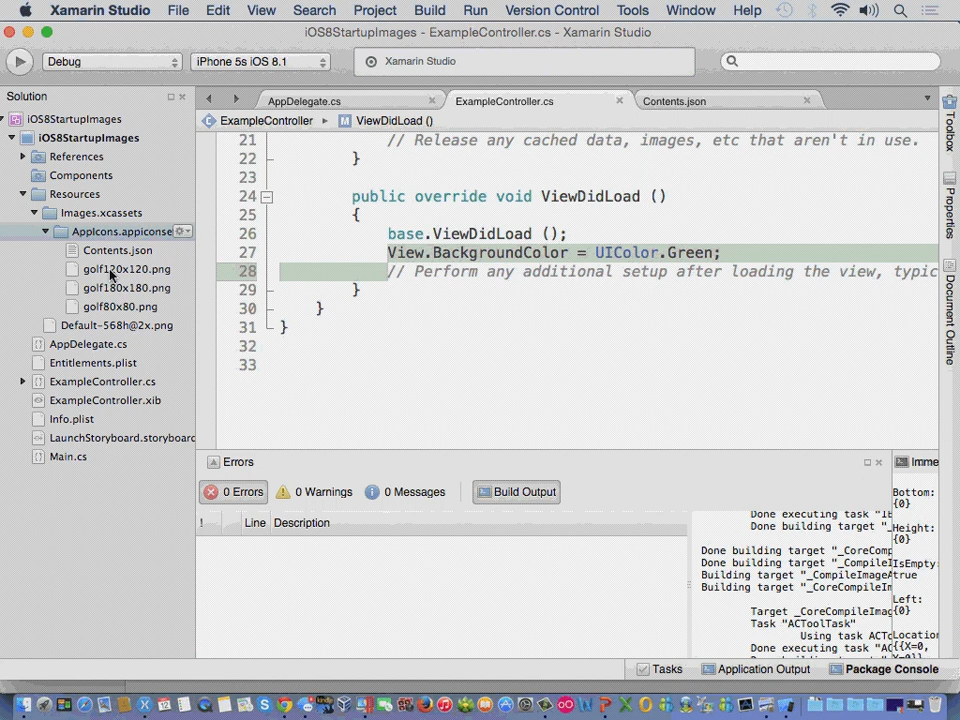 Xamarin Studio File Edit View Search Project Build Run Version Control Tools Window Help
iOS8StartupImages - ExampleController.cs - Xamarin Studio
Debug iPhone 5s iOS 8.1 Xamarin Studio
Solution
iOS8StartupImages
iOS8StartupImages
References
Components
Resources
Images.xcassets
AppIcons.appiconse
Contents.json
golf120x120.png
golf180x180.png
golf80x80.png
Default-568h@2x.png
AppDelegate.cs
Entitlements.plist
ExampleController.cs
ExampleController.xib
Info.plist
LaunchStoryboard.storyboard
Main.cs
AppDelegate.cs ExampleController.cs Contents.json
ExampleController ViewDidLoad ()
21 // Release any cached data, images, etc that aren't in use.
22 }
23
24 public override void ViewDidLoad ()
25 {
26 base.ViewDidLoad ();
27 View.BackgroundColor = UIColor.Green;
28 // Perform any additional setup after loading the view, typic
29 }
30 }
31 }
32
33
Toolbox
Properties
Document Outline
Errors
0 Errors 0 Warnings 0 Messages Build Output
! Line Description
Done executing task "IB
Done building target "_
Done building target "_CoreComp
Done building target "_CompileI
Building target "_CompileImageA
Building target "_CoreCompileIm
Target _CoreCompileImag
Task "ACToolTask"
Using task ACTo
Done executing task "AC
Imme
Bottom:
{0}
Height:
{0}
IsEmpty:
true
Left:
{0}
Location
{{X=0,
Y=0}}
Tasks Application Output Package Console